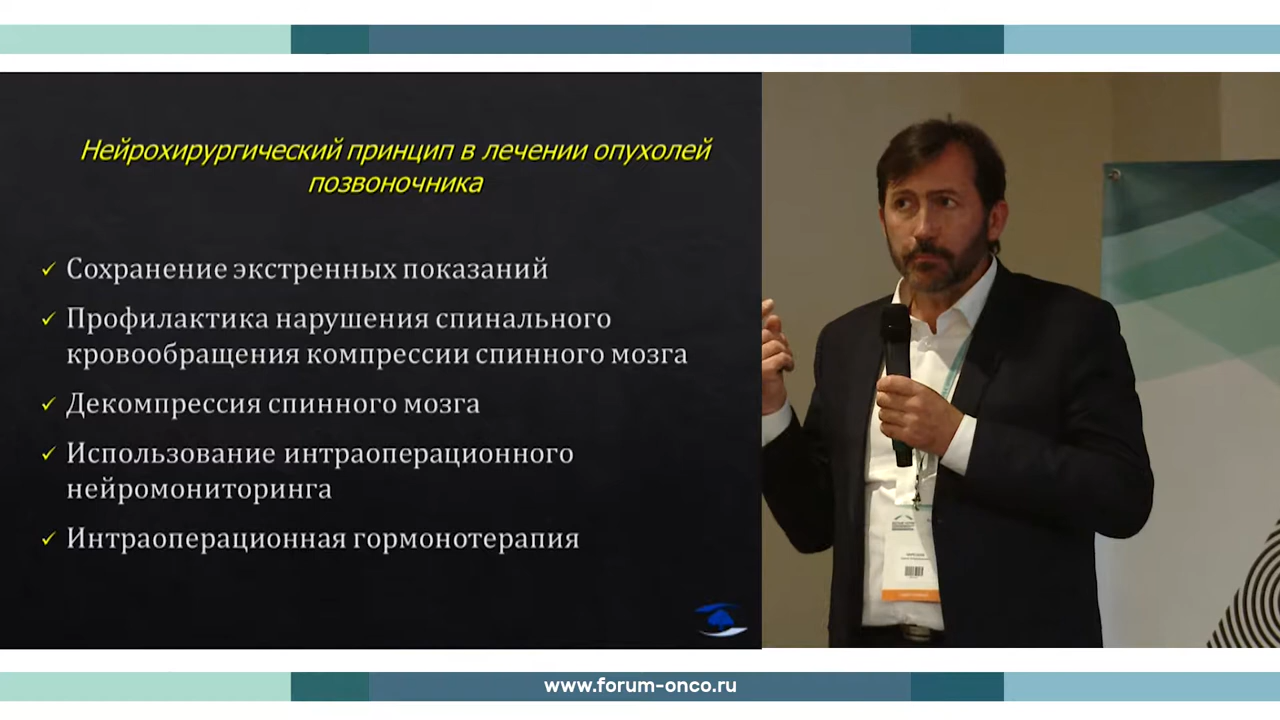 Нейрохирургический принцип в лечении опухолей
позвоночника
Сохранение экстренных показаний
Профилактика нарушения спинального
кровообращения компрессии спинного мозга
Декомпрессия спинного мозга
Использование интраоперационного
нейромониторинга
Интраоперационная гормонотерапия
www.forum-onco.ru